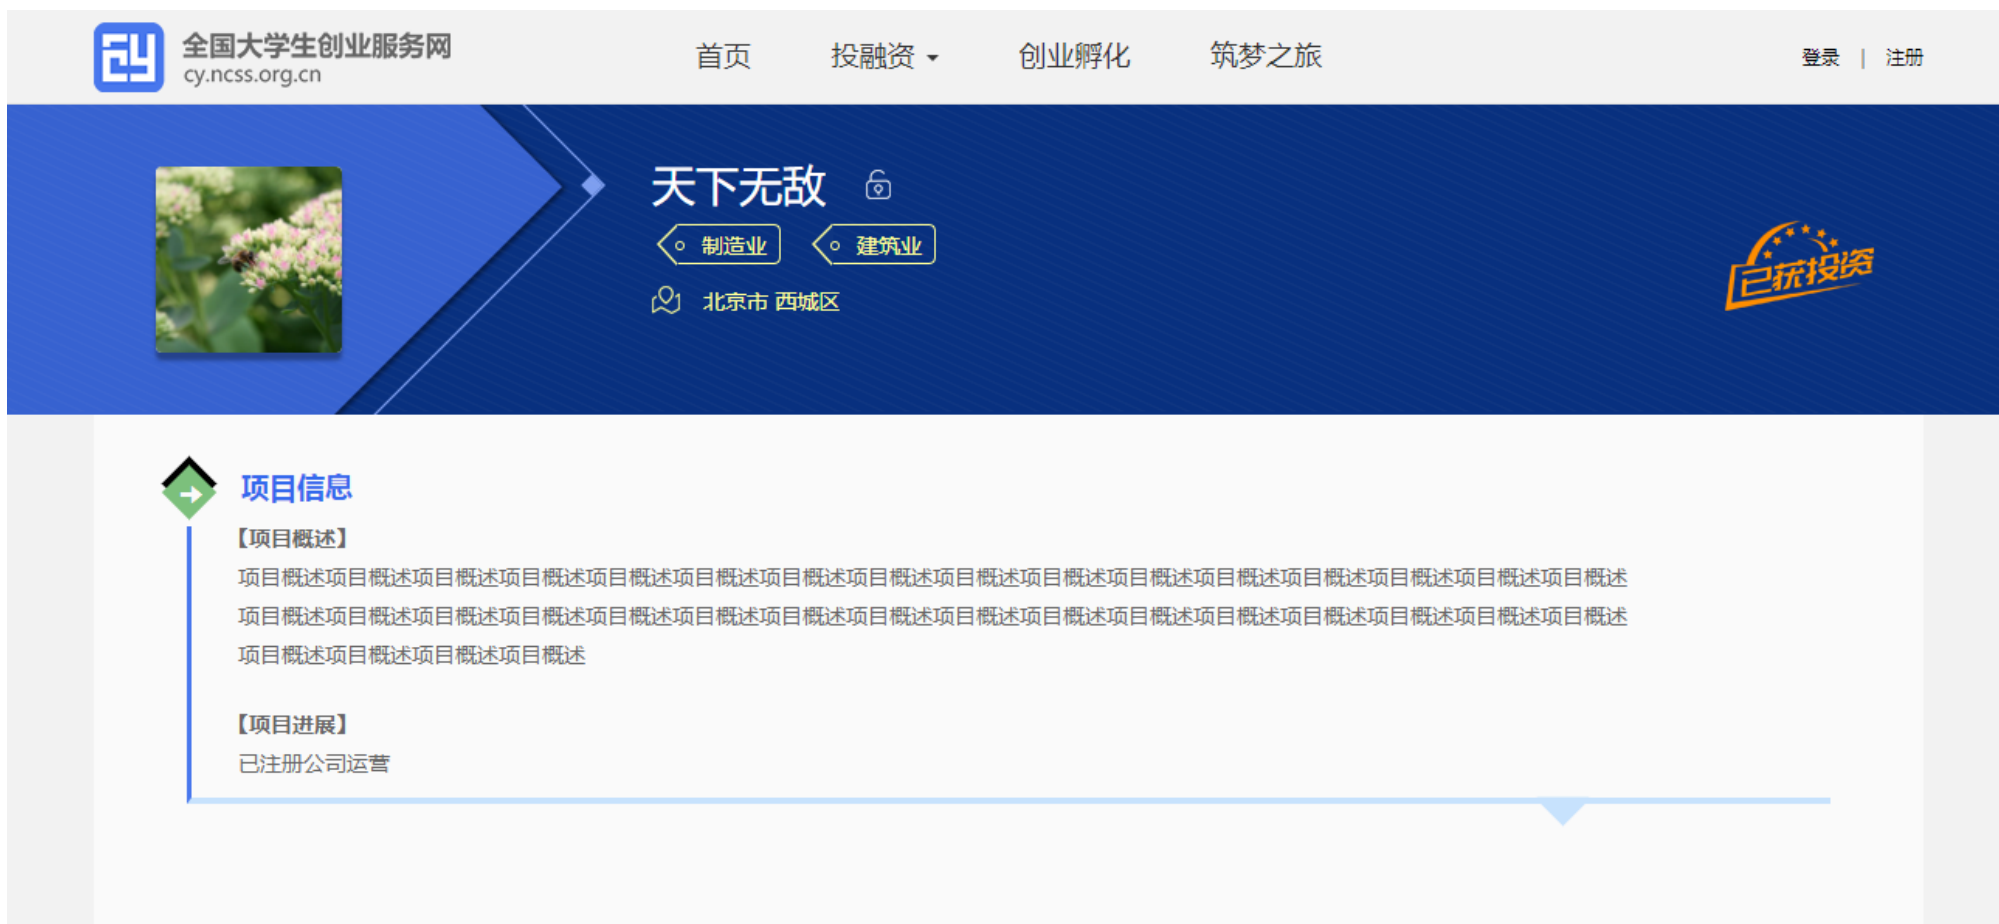 全国大学生创业服务网
cy.ncss.org.cn
首页 投融资 创业孵化 筑梦之旅
登录 | 注册
天下无敌
制造业 建筑业
北京市 西城区
已获投资
项目信息
【项目概述】
项目概述项目概述项目概述项目概述项目概述项目概述项目概述项目概述项目概述项目概述项目概述项目概述项目概述项目概述项目概述项目概述
项目概述项目概述项目概述项目概述项目概述项目概述项目概述项目概述项目概述项目概述项目概述项目概述项目概述项目概述项目概述项目概述
项目概述项目概述项目概述项目概述
【项目进展】
已注册公司运营